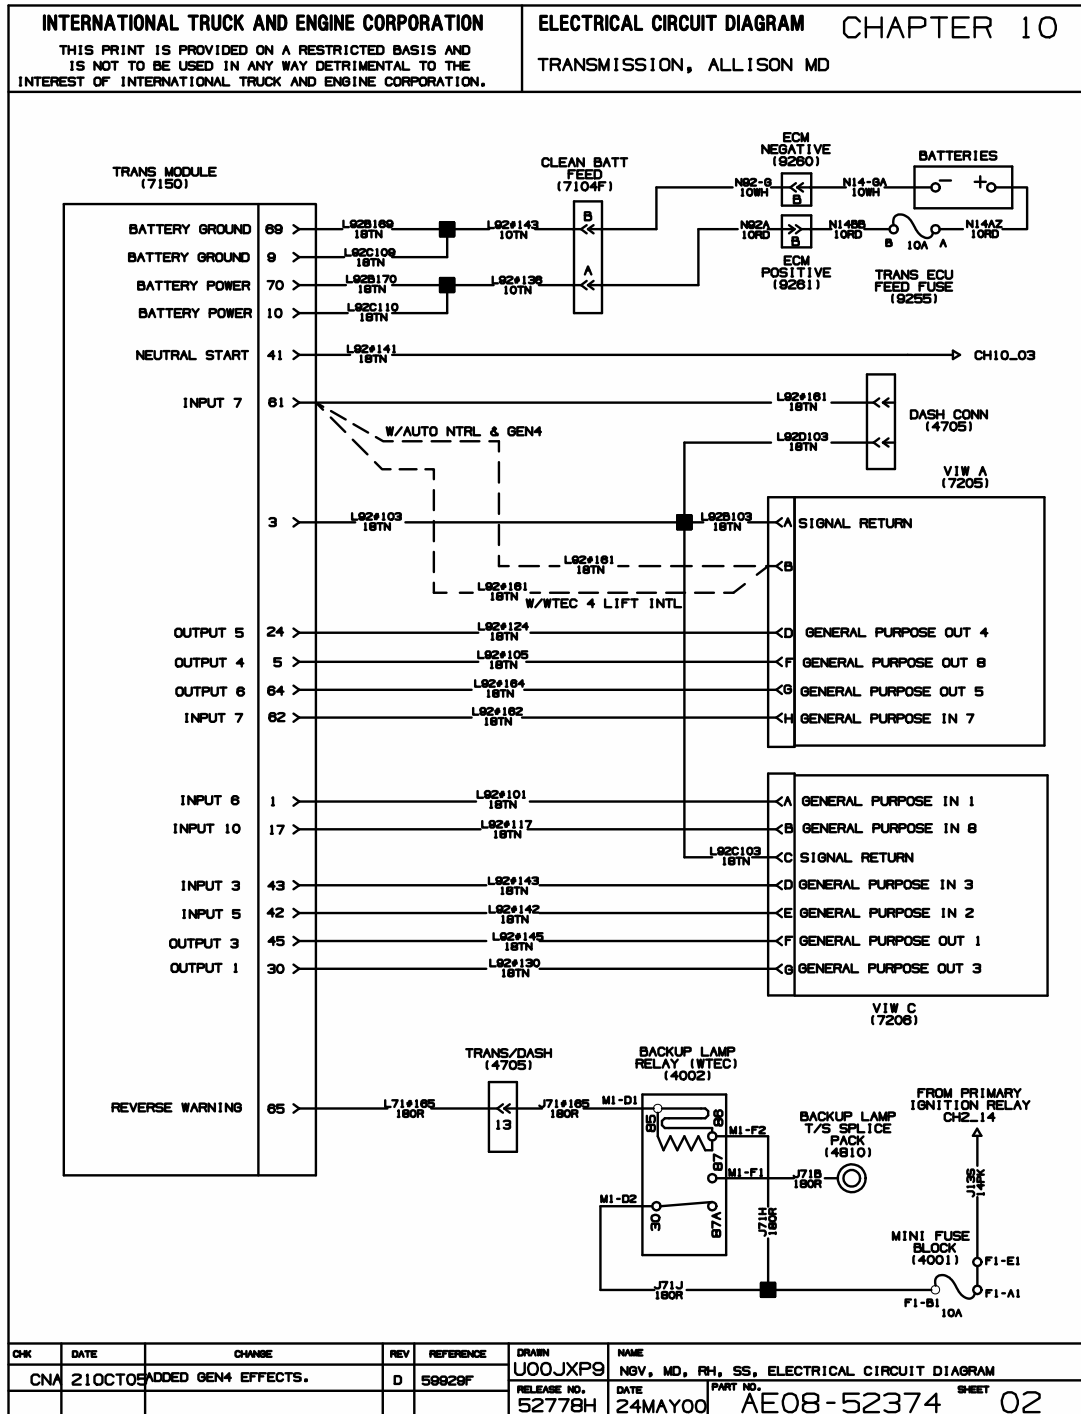 INTERNATIONAL TRUCK AND ENGINE CORPORATION
THIS PRINT IS PROVIDED ON A RESTRICTED BASIS AND
IS NOT TO BE USED IN ANY WAY DETRIMENTAL TO THE
INTEREST OF INTERNATIONAL TRUCK AND ENGINE CORPORATION.
ELECTRICAL CIRCUIT DIAGRAM CHAPTER 10
TRANSMISSION, ALLISON MD
TRANS MODULE
(7150)
CLEAN BATT
FEED
(7104F)
ECM
NEGATIVE
(9260)
BATTERIES
- +
N92-G
10WH
B
N14-GA
10WH
BATTERY GROUND 69
L92B169
18TN
L92#143
10TN
B
N92A
10RD
B
N14BB
10RD
B 10A A
N14AZ
10RD
BATTERY GROUND 9
L92C109
18TN
ECM
POSITIVE
(9261)
TRANS ECU
FEED FUSE
(9255)
BATTERY POWER 70
L92B170
18TN
L92#136
10TN
A
BATTERY POWER 10
L92C110
18TN
NEUTRAL START 41
L92#141
18TN
CH10_03
INPUT 7 61
L92#161
18TN
W/AUTO NTRL & GEN4
L92D103
18TN
DASH CONN
(4705)
VIW A
(7205)
3
L92#103
18TN
L92B103
18TN
A SIGNAL RETURN
L92#161
18TN
B
L92#161
18TN
W/WTEC 4 LIFT INTL
OUTPUT 5 24
L92#124
18TN
D GENERAL PURPOSE OUT 4
OUTPUT 4 5
L92#105
18TN
F GENERAL PURPOSE OUT 8
OUTPUT 6 64
L92#164
18TN
G GENERAL PURPOSE OUT 5
INPUT 7 62
L92#162
18TN
H GENERAL PURPOSE IN 7
INPUT 6 1
L92#101
18TN
A GENERAL PURPOSE IN 1
INPUT 10 17
L92#117
18TN
B GENERAL PURPOSE IN 8
L92C103
18TN
C SIGNAL RETURN
INPUT 3 43
L92#143
18TN
D GENERAL PURPOSE IN 3
INPUT 5 42
L92#142
18TN
E GENERAL PURPOSE IN 2
OUTPUT 3 45
L92#145
18TN
F GENERAL PURPOSE OUT 1
OUTPUT 1 30
L92#130
18TN
G GENERAL PURPOSE OUT 3
VIW C
(7206)
TRANS/DASH
(4705)
BACKUP LAMP
RELAY (WTEC)
(4002)
REVERSE WARNING 65
L71#165
18OR
13
J71#165
18OR
M1-D1
85
86
M1-F2
87
M1-F1
M1-D2
30
87A
J71B
18OR
BACKUP LAMP
T/S SPLICE
PACK
(4810)
J71H
18OR
J71J
18OR
FROM PRIMARY
IGNITION RELAY
CH2_14
J13S
14PK
MINI FUSE
BLOCK
(4001)
F1-E1
F1-B1
10A
F1-A1
CHK DATE CHANGE REV REFERENCE
CNA 21OCT05 ADDED GEN4 EFFECTS. D 59929F
DRAWN
U00JXP9
NAME
NGV, MD, RH, SS, ELECTRICAL CIRCUIT DIAGRAM
RELEASE NO.
52778H
DATE
24MAY00
PART NO.
AE08-52374
SHEET
02